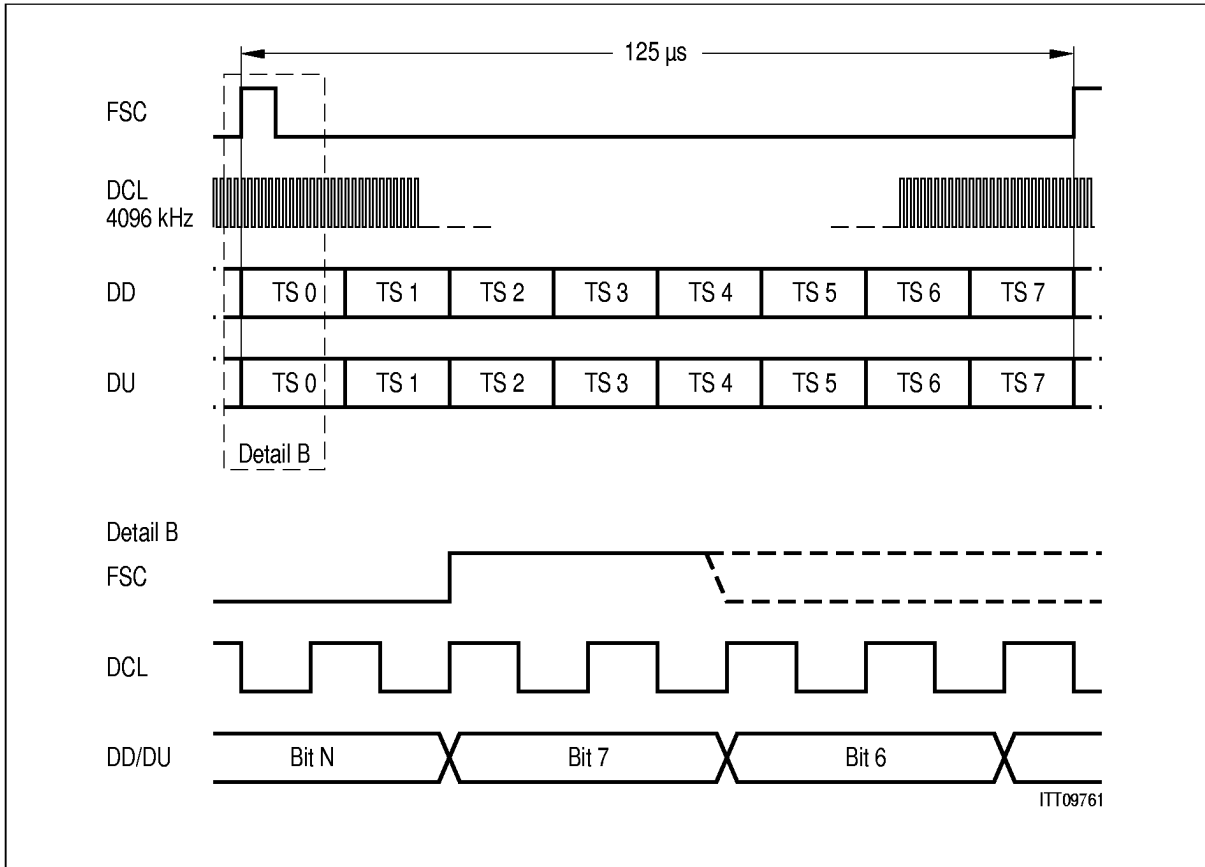 125 µs
FSC
DCL
4096 kHz
DD TS 0 TS 1 TS 2 TS 3 TS 4 TS 5 TS 6 TS 7
DU TS 0 TS 1 TS 2 TS 3 TS 4 TS 5 TS 6 TS 7
Detail B
Detail B
FSC
DCL
DD/DU Bit N Bit 7 Bit 6
ITT09761